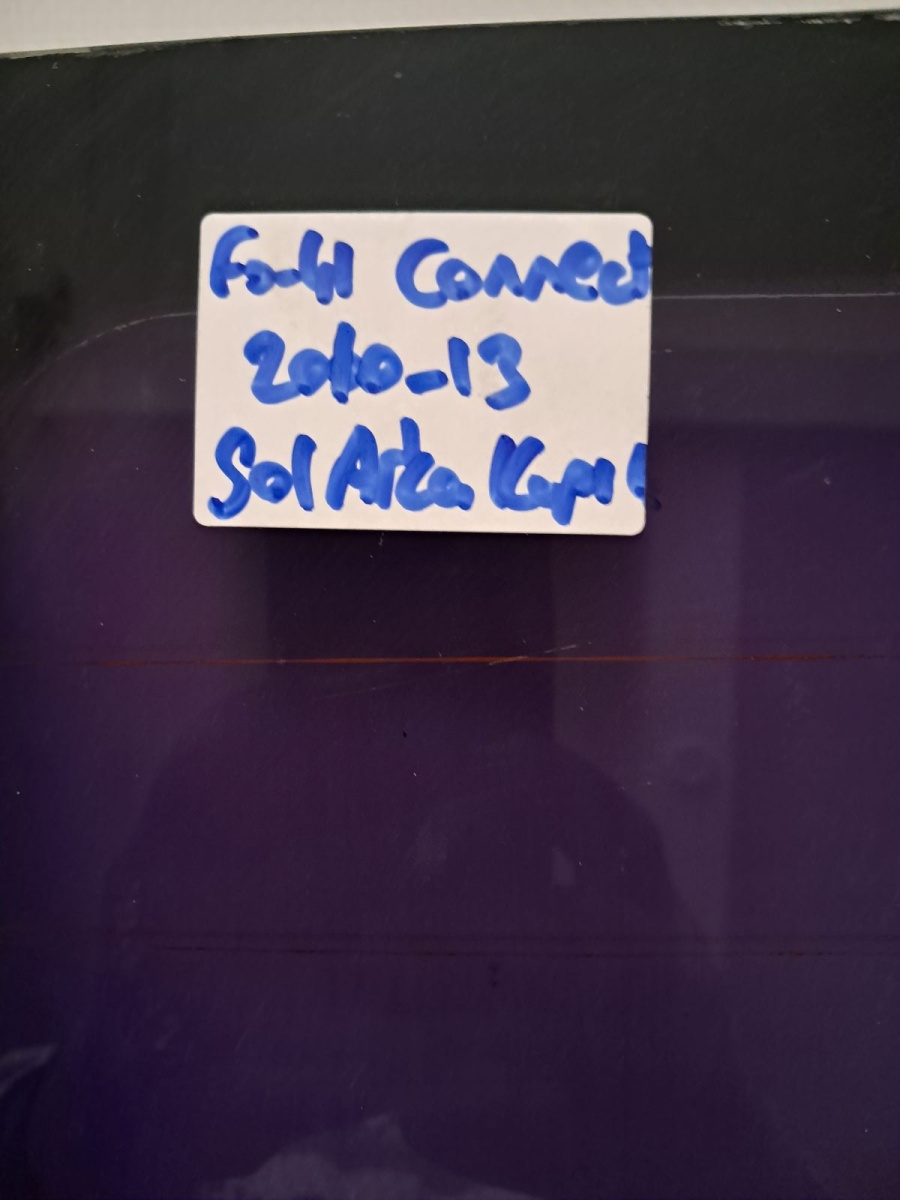 Ford Connect
2010-13
Sol Arka Kapı